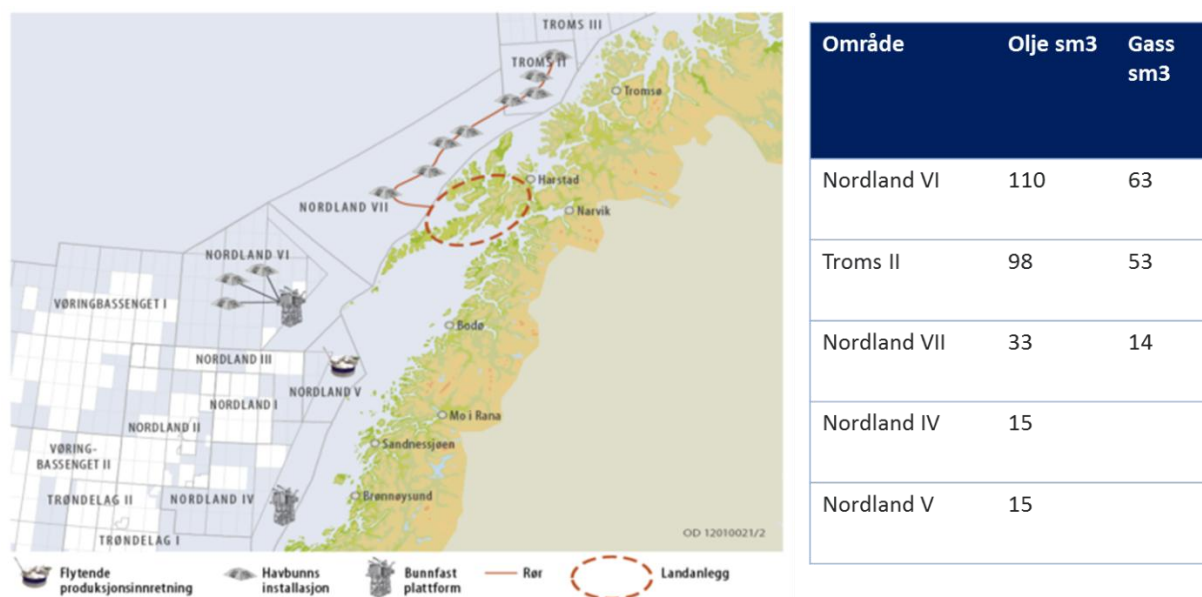 TROMS III
TROMS II
Tromsø
Harstad
NORDLAND VII
Narvik
NORDLAND VI
VØRINGBASSENGET I
Bodø
NORDLAND III
NORDLAND V
NORDLAND I
Mo i Rana
NORDLAND II
Sandnessjøen
VØRING-
BASSENGET II
TRØNDELAG II
NORDLAND IV
Brønnøysund
TRØNDELAG I
OD 12010021/2
Flytende
produksjonsinnretning
Havbunns
installasjon
Bunnfast
plattform
Rør
Landanlegg
Område Olje sm3 Gass
sm3
Nordland VI 110 63
Troms II 98 53
Nordland VII 33 14
Nordland IV 15
Nordland V 15